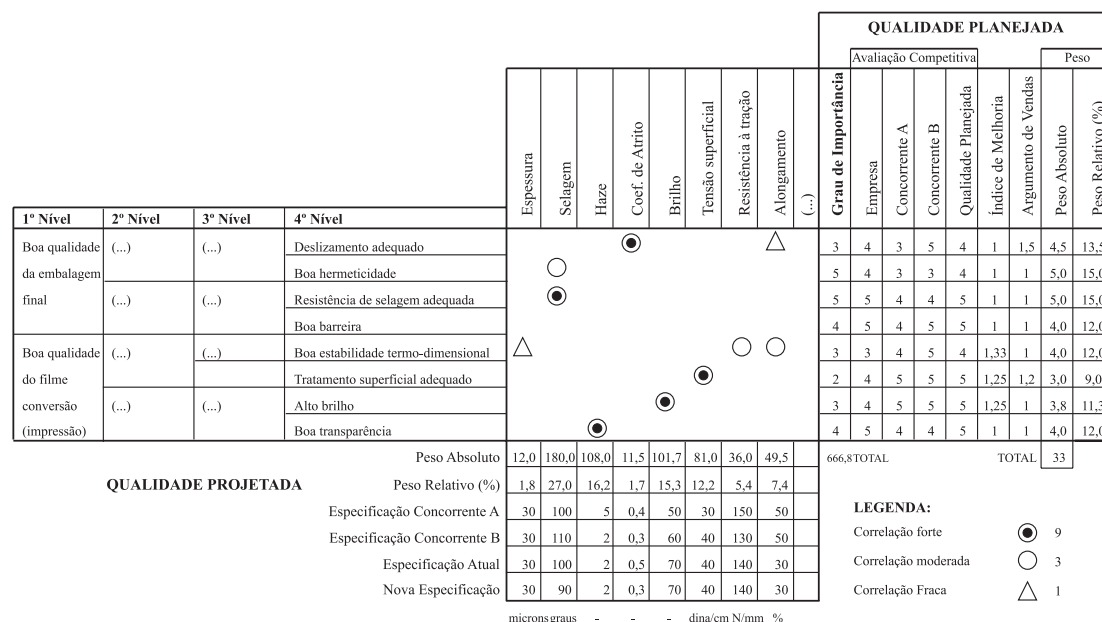 QUALIDADE PLANEJADA
Avaliação Competitiva Peso
Espessura Selagem Haze Coef. de Atrito Brilho Tensão superficial Resistência à tração Alongamento (...) Grau de Importância Empresa Concorrente A Concorrente B Qualidade Planejada Índice de Melhoria Argumento de Vendas Peso Absoluto Peso Relativo (%)
1º Nível 2º Nível 3º Nível 4º Nível
Boa qualidade (...) (...) Deslizamento adequado 3 4 3 5 4 1 1,5 4,5 13,5
da embalagem Boa hermeticidade 5 4 3 3 4 1 1 5,0 15,0
final (...) (...) Resistência de selagem adequada 5 5 4 4 5 1 1 5,0 15,0
Boa barreira 4 5 4 5 5 1 1 4,0 12,0
Boa qualidade (...) (...) Boa estabilidade termo-dimensional 3 3 4 5 4 1,33 1 4,0 12,0
do filme Tratamento superficial adequado 2 4 5 5 5 1,25 1,2 3,0 9,0
conversão (...) (...) Alto brilho 3 4 5 5 5 1,25 1 3,8 11,3
(impressão) Boa transparência 4 5 4 4 5 1 1 4,0 12,0
Peso Absoluto 12,0 180,0 108,0 11,5 101,7 81,0 36,0 49,5 666,8 TOTAL TOTAL 33
QUALIDADE PROJETADA Peso Relativo (%) 1,8 27,0 16,2 1,7 15,3 12,2 5,4 7,4
Especificação Concorrente A 30 100 5 0,4 50 30 150 50
Especificação Concorrente B 30 110 2 0,3 60 40 130 50
Especificação Atual 30 100 2 0,5 70 40 140 30
Nova Especificação 30 90 2 0,3 70 40 140 30
microns graus - - - dina/cm N/mm %
LEGENDA:
Correlação forte 9
Correlação moderada 3
Correlação Fraca 1